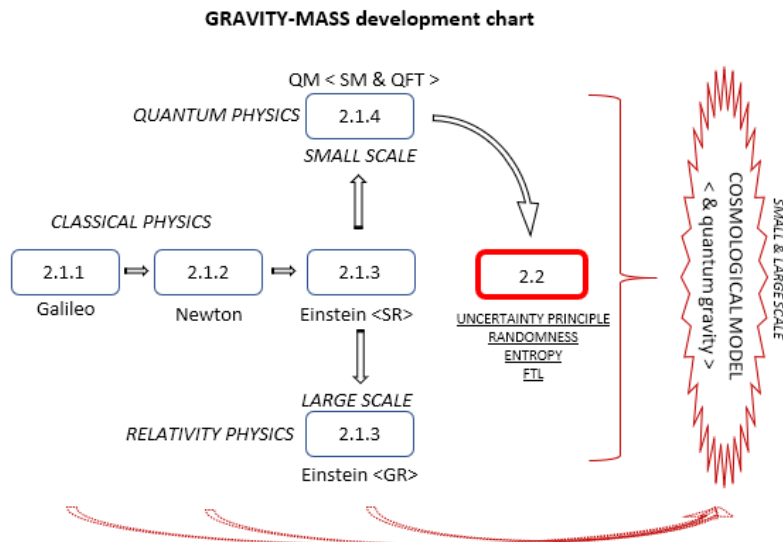 GRAVITY-MASS development chart
QM < SM & QFT >
QUANTUM PHYSICS
2.1.4
SMALL SCALE
CLASSICAL PHYSICS
2.1.1
2.1.2
2.1.3
2.2
Galileo
Newton
Einstein <SR>
UNCERTAINTY PRINCIPLE
RANDOMNESS
ENTROPY
FTL
LARGE SCALE
RELATIVITY PHYSICS
2.1.3
Einstein <GR>
COSMOLOGICAL MODEL
< & quantum gravity >
SMALL & LARGE SCALE